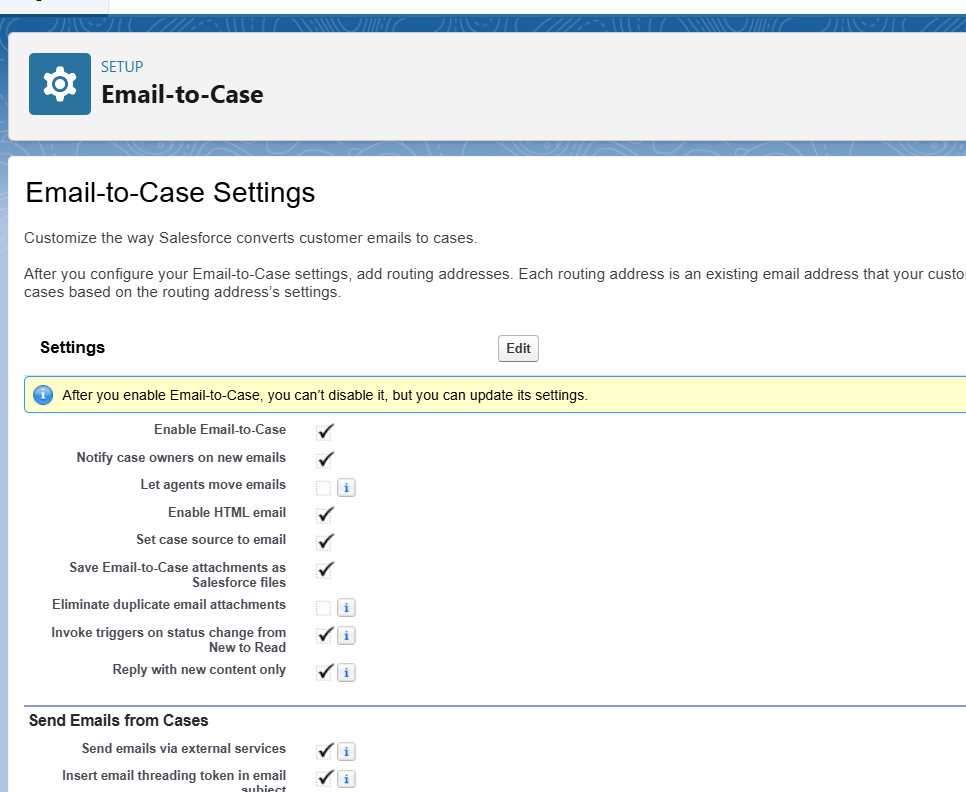 SETUP
Email-to-Case
Email-to-Case Settings
Customize the way Salesforce converts customer emails to cases.
After you configure your Email-to-Case settings, add routing addresses. Each routing address is an existing email address that your custo
cases based on the routing address's settings.
Settings
Edit
After you enable Email-to-Case, you can't disable it, but you can update its settings.
Enable Email-to-Case
Notify case owners on new emails
Let agents move emails
Enable HTML email
Set case source to email
Save Email-to-Case attachments as
Salesforce files
Eliminate duplicate email attachments
Invoke triggers on status change from
New to Read
Reply with new content only
Send Emails from Cases
Send emails via external services
Insert email threading token in email
subject